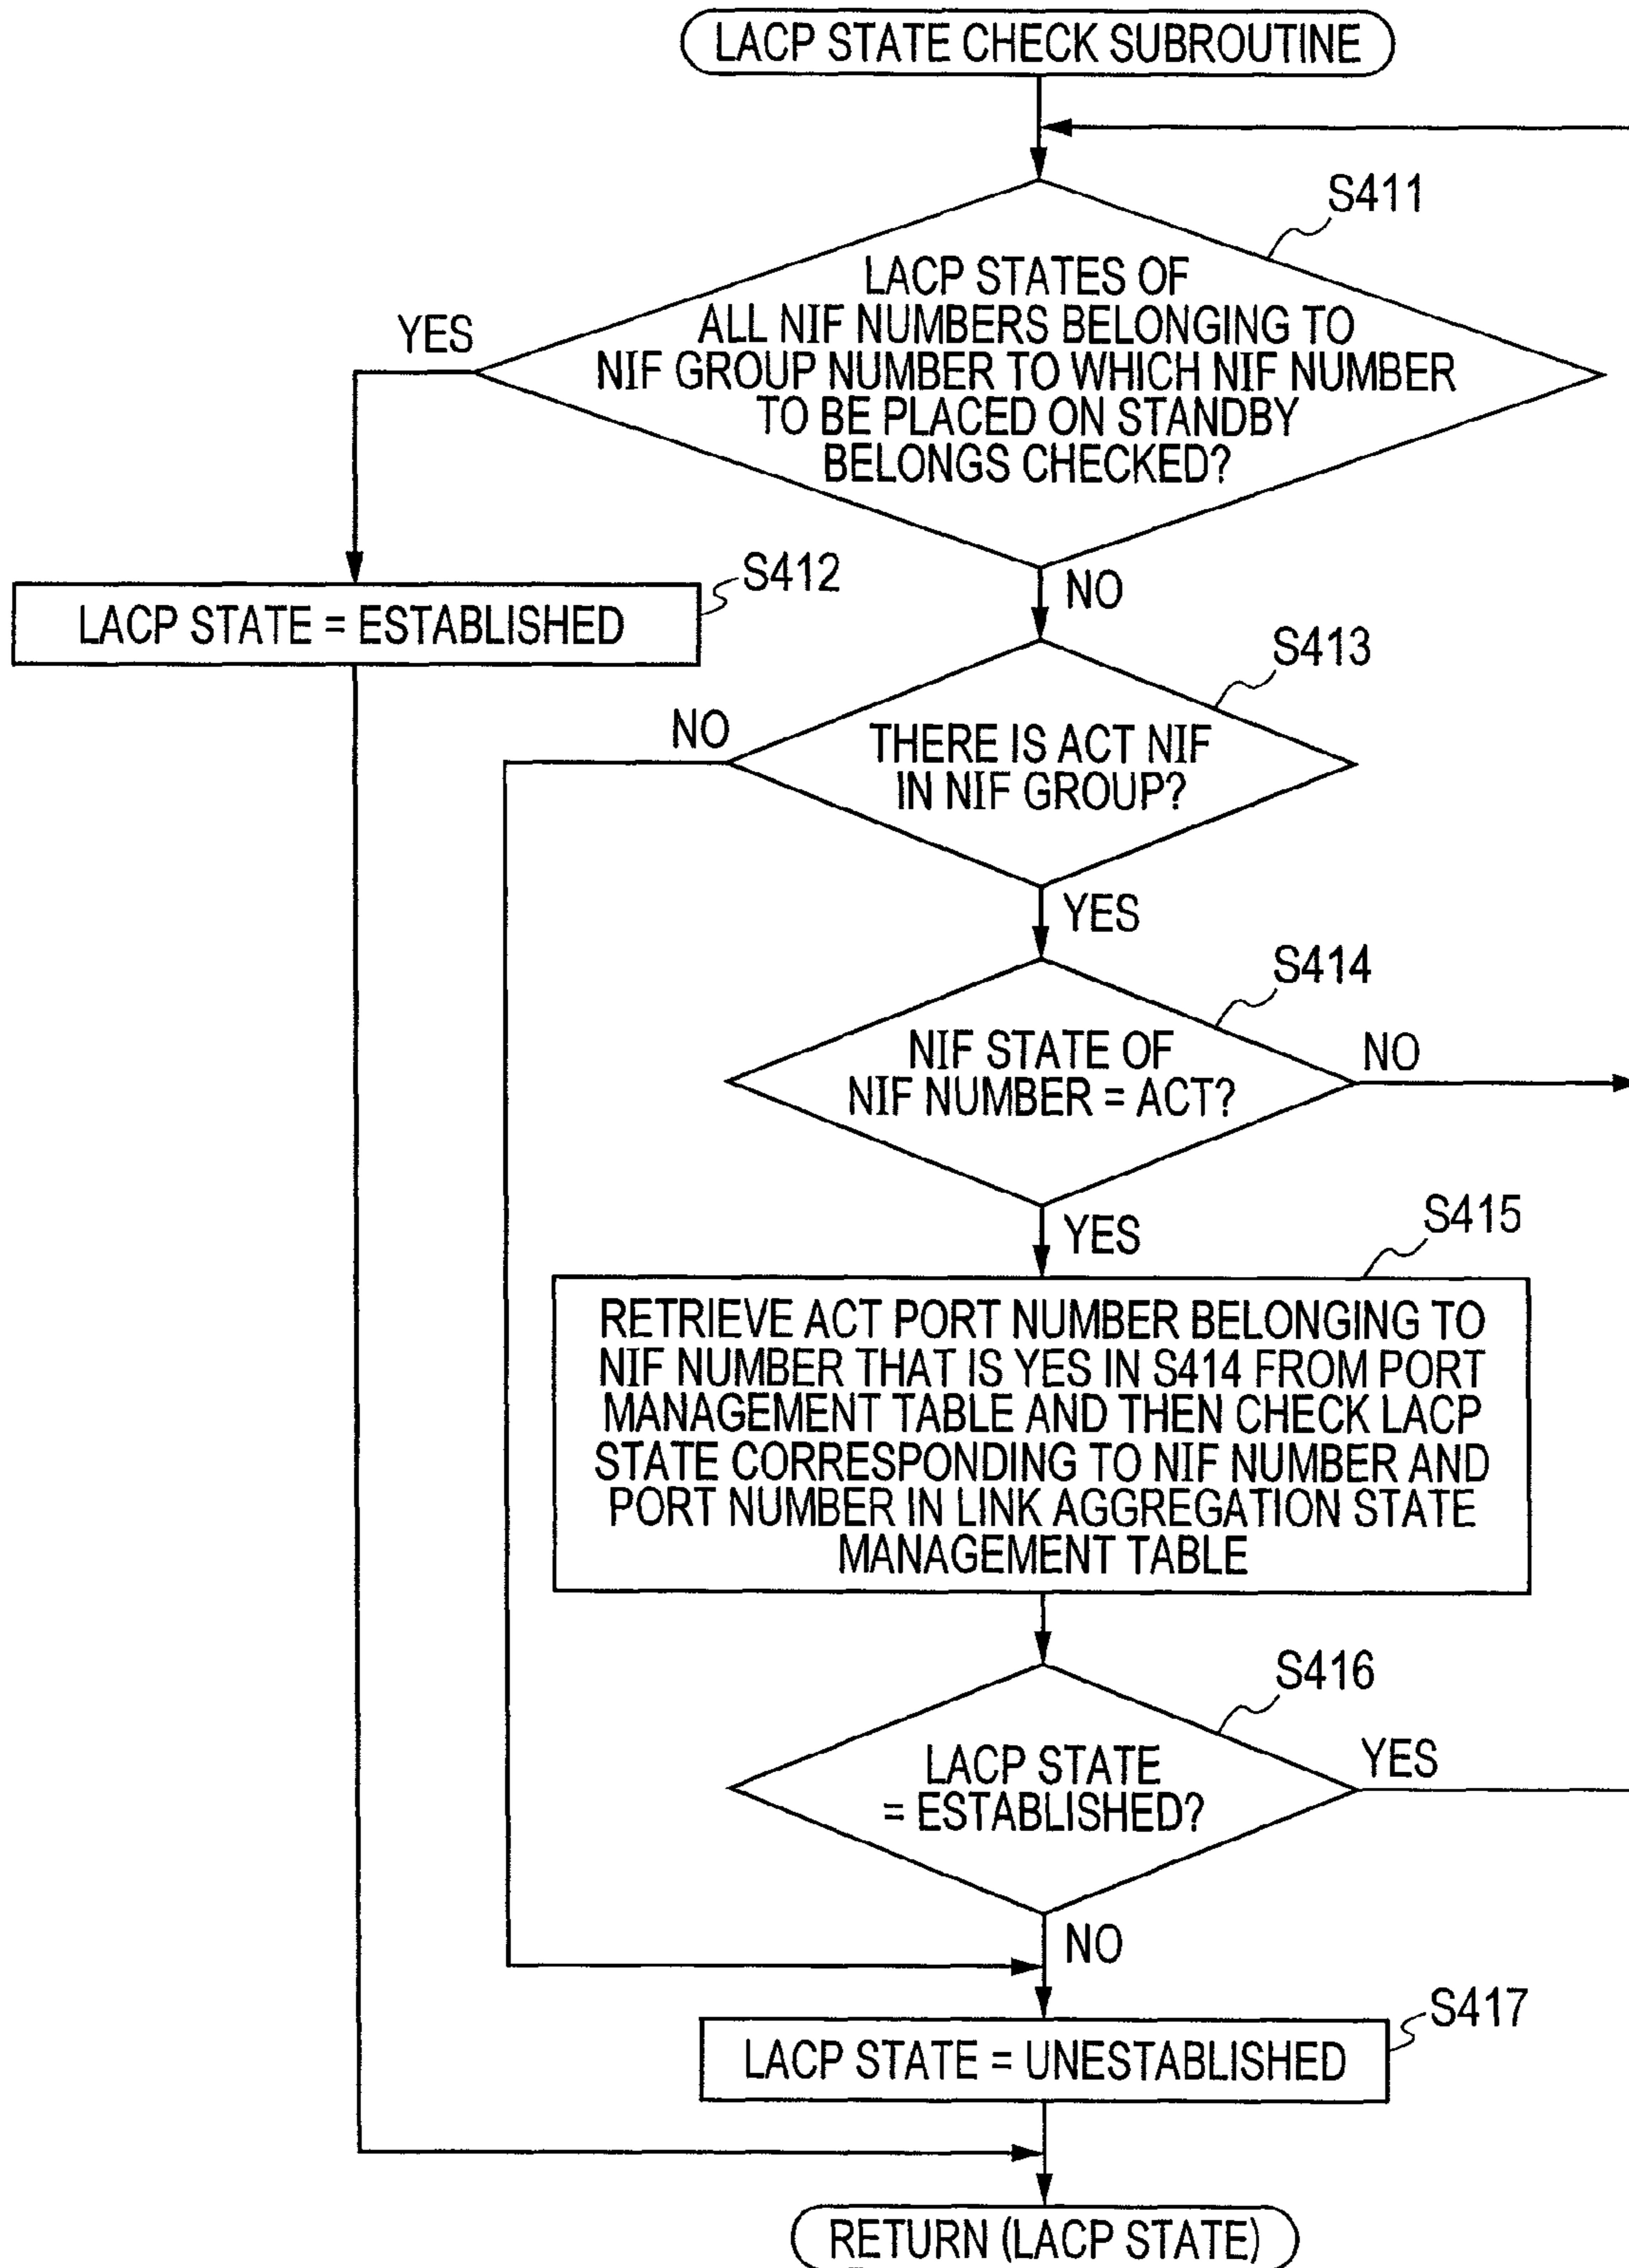 LACP STATE CHECK SUBROUTINE
S411
LACP STATES OF
ALL NIF NUMBERS BELONGING TO
NIF GROUP NUMBER TO WHICH NIF NUMBER
TO BE PLACED ON STANDBY
BELONGS CHECKED?
YES
NO
S412
LACP STATE = ESTABLISHED
S413
THERE IS ACT NIF
IN NIF GROUP?
NO
YES
S414
NIF STATE OF
NIF NUMBER = ACT?
NO
YES
S415
RETRIEVE ACT PORT NUMBER BELONGING TO
NIF NUMBER THAT IS YES IN S414 FROM PORT
MANAGEMENT TABLE AND THEN CHECK LACP
STATE CORRESPONDING TO NIF NUMBER AND
PORT NUMBER IN LINK AGGREGATION STATE
MANAGEMENT TABLE
S416
LACP STATE
= ESTABLISHED?
YES
NO
S417
LACP STATE = UNESTABLISHED
RETURN (LACP STATE)